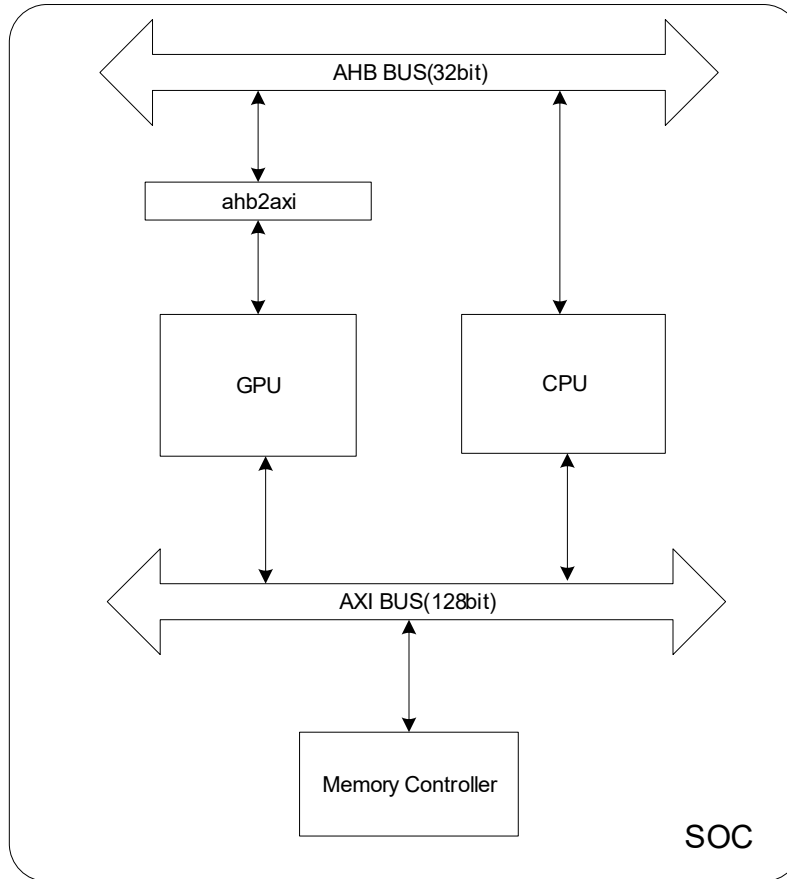 AHB BUS(32bit)
ahb2axi
GPU
CPU
AXI BUS(128bit)
Memory Controller
SOC